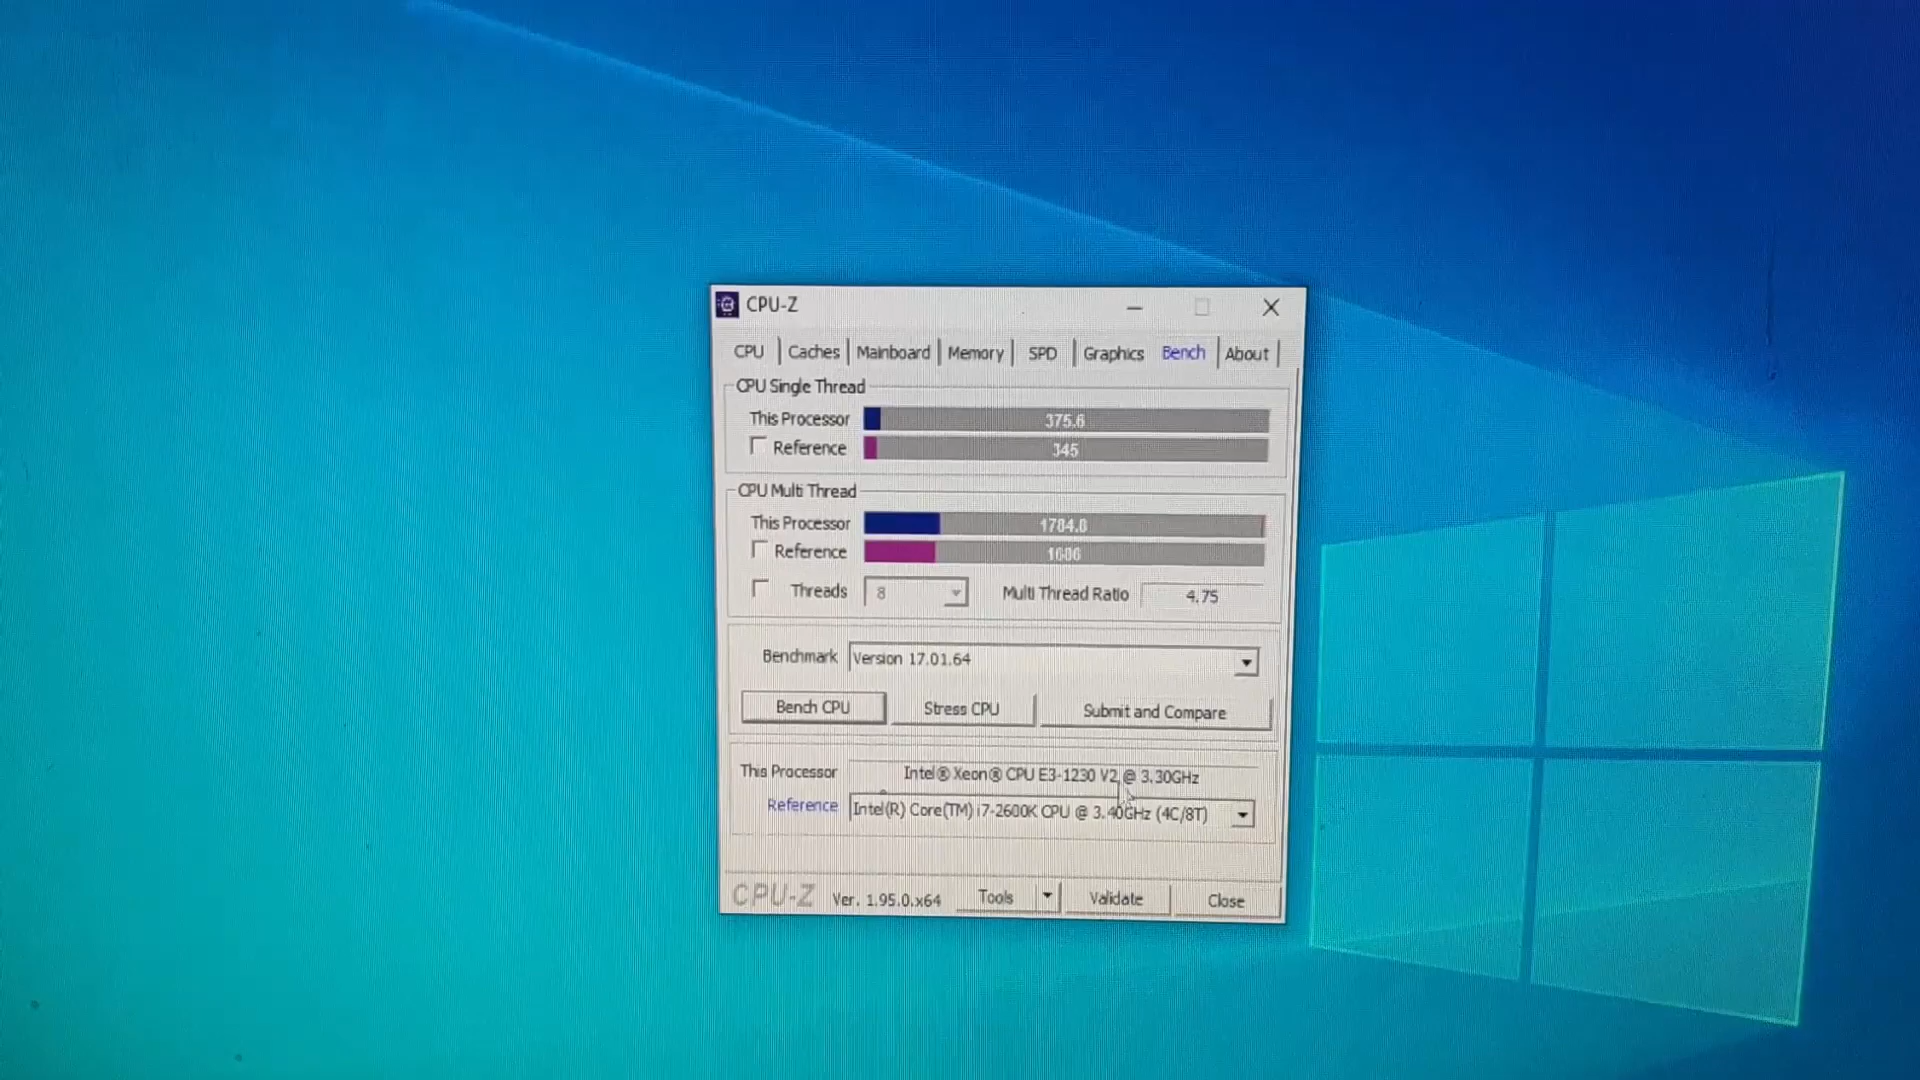 CPU-Z
CPU Caches Mainboard Memory SPD Graphics Bench About
CPU Single Thread
This Processor 375.6
Reference 345
CPU Multi Thread
This Processor 1784.8
Reference 1686
Threads 8 Multi Thread Ratio 4.75
Benchmark Version 17.01.64
Bench CPU Stress CPU Submit and Compare
This Processor Intel® Xeon® CPU E3-1230 V2 @ 3.30GHz
Reference Intel(R) Core(TM) i7-2600K CPU @ 3.40GHz (4C/8T)
CPU-Z Ver. 1.95.0.x64 Tools Validate Close